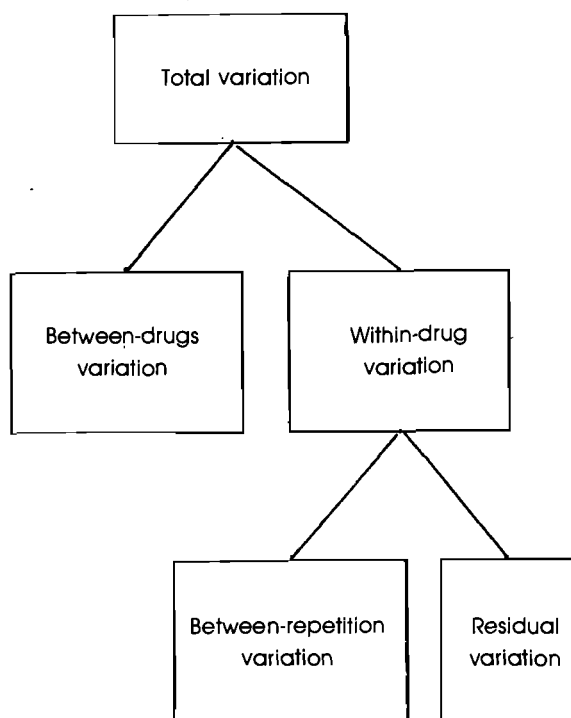 Total variation
Between-drugs
variation
Within-drug
variation
Between-repetition
variation
Residual
variation